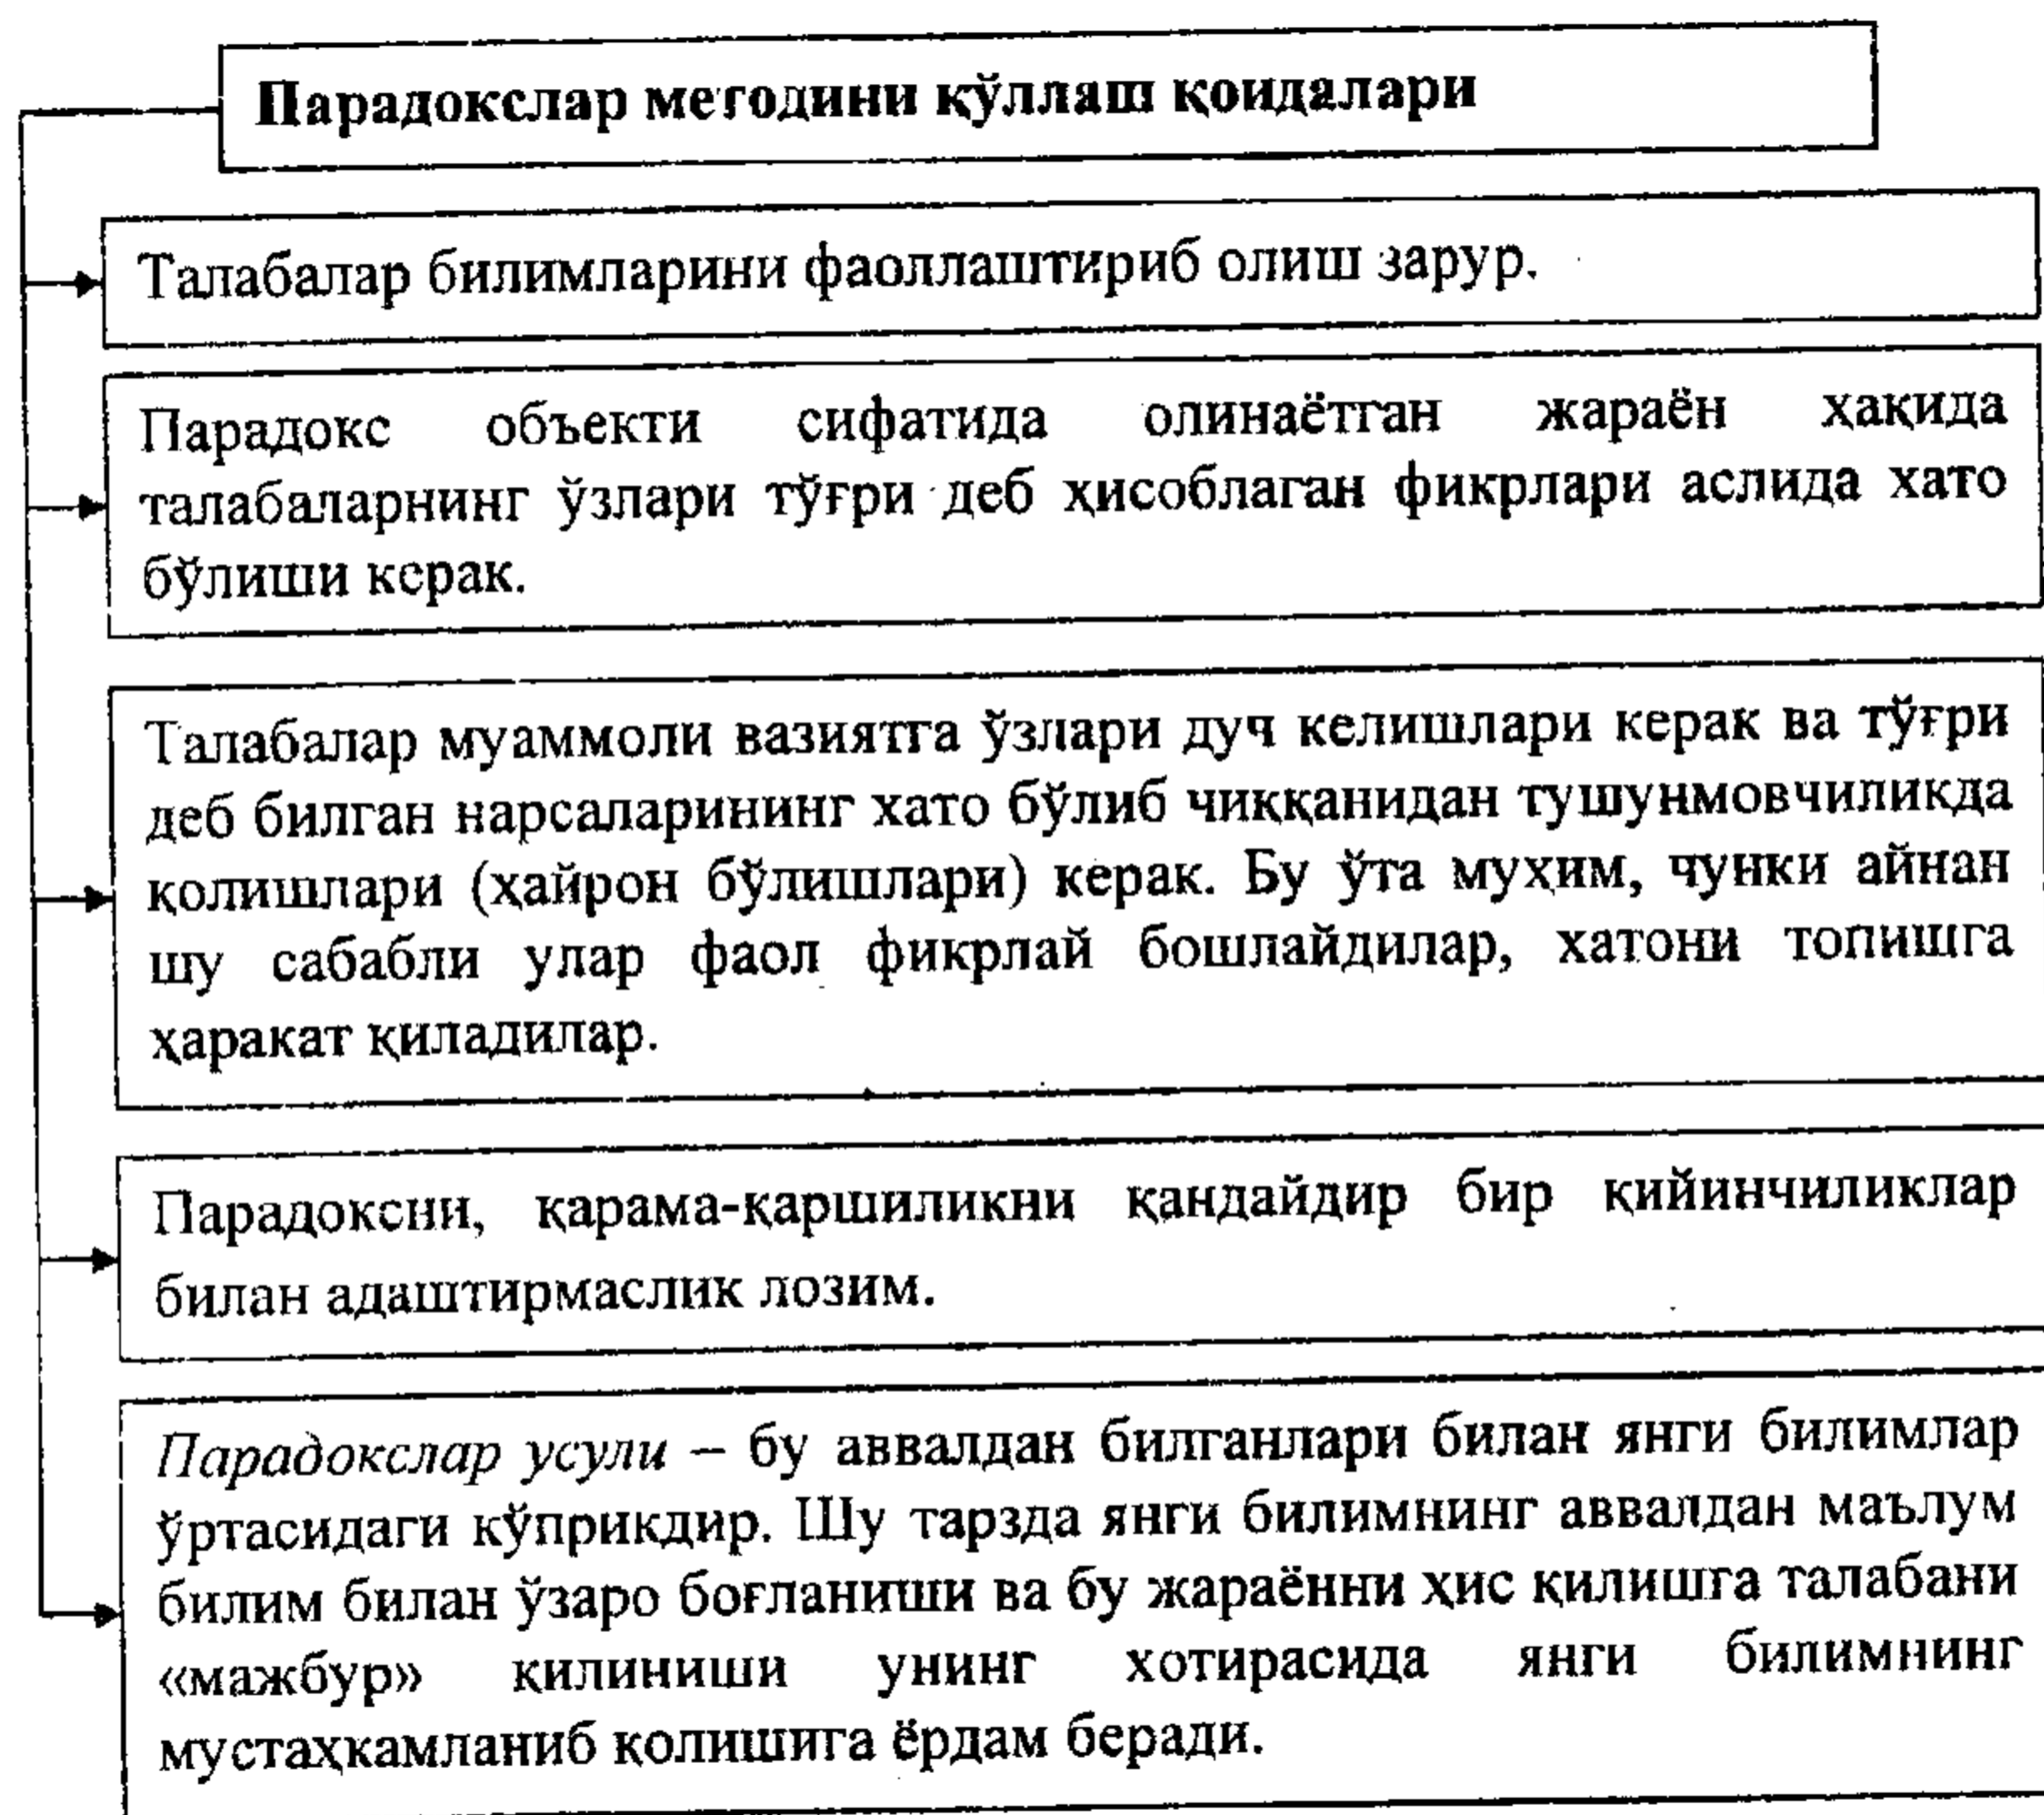 Парадокслар методини қўллаш қоидалари
Талабалар билимларини фаоллаштириб олиш зарур.
Парадокс объекти сифатида олинаётган жараён ҳақида
талабаларнинг ўзлари тўғри деб ҳисоблаган фикрлари аслида хато
бўлиши керак.
Талабалар муаммоли вазиятга ўзлари дуч келишлари керак ва тўғри
деб билган нарсаларининг хато бўлиб чиққанидан тушунмовчиликда
қолишлари (ҳайрон бўлишлари) керак. Бу ўта муҳим, чунки айнан
шу сабабли улар фаол фикрлай бошлайдилар, хатони топишга
ҳаракат қиладилар.
Парадоксни, қарама-қаршиликни қандайдир бир қийинчиликлар
билан адаштирмаслик лозим.
Парадокслар усули – бу аввалдан билганлари билан янги билимлар
ўртасидаги кўприкдир. Шу тарзда янги билимнинг аввалдан маълум
билим билан ўзаро боғланиши ва бу жараённи ҳис қилишга талабани
«мажбур» қилиниши унинг хотирасида янги билимнинг
мустаҳкамланиб қолишига ёрдам беради.